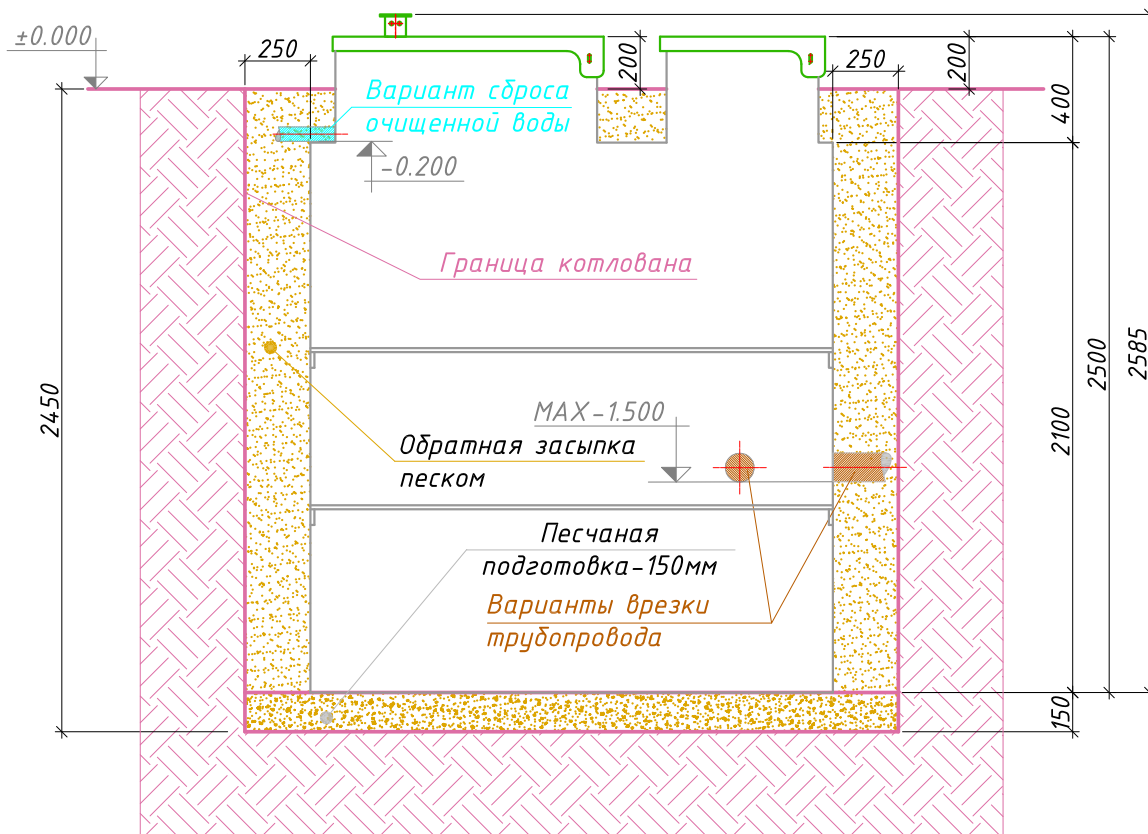 ±0.000
250
200
250
200
400
Вариант сброса
очищенной воды
-0.200
Граница котлована
2450
2100
2500
2585
MAX-1.500
Обратная засыпка
песком
Песчаная
подготовка-150мм
Варианты врезки
трубопровода
150